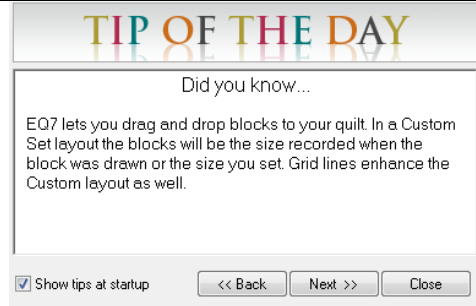 TIP OF THE DAY
Did you know...
EQ7 lets you drag and drop blocks to your quilt. In a Custom
Set layout the blocks will be the size recorded when the
block was drawn or the size you set. Grid lines enhance the
Custom layout as well.
Show tips at startup
<< Back
Next >>
Close